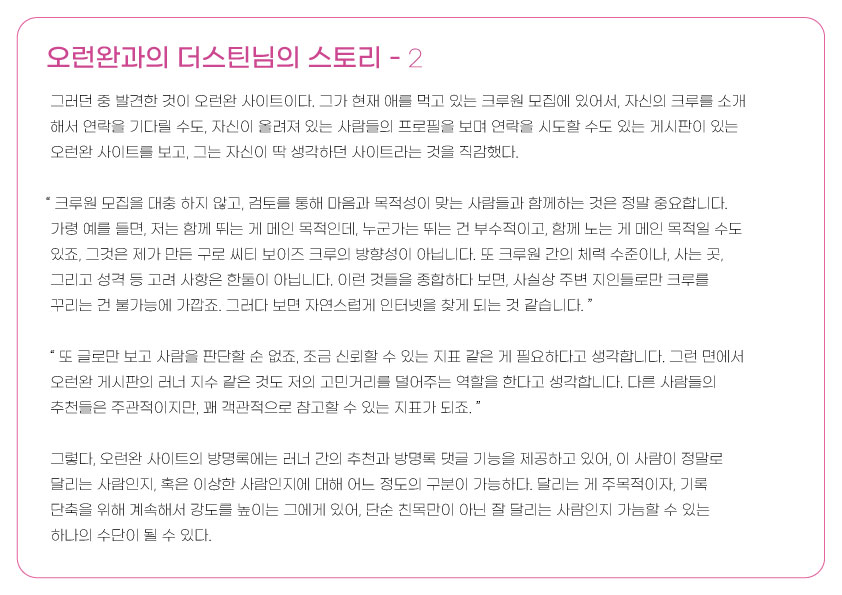 오런완과의 더스틴님의 스토리 - 2
그러던 중 발견한 것이 오런완 사이트이다. 그가 현재 애를 먹고 있는 크루원 모집에 있어서, 자신의 크루를 소개
해서 연락을 기다릴 수도, 자신이 올려져 있는 사람들의 프로필을 보며 연락을 시도할 수도 있는 게시판이 있는
오런완 사이트를 보고, 그는 자신이 딱 생각하던 사이트라는 것을 직감했다.
“ 크루원 모집을 대충 하지 않고, 검토를 통해 마음과 목적성이 맞는 사람들과 함께하는 것은 정말 중요합니다.
가령 예를 들면, 저는 함께 뛰는 게 메인 목적인데, 누군가는 뛰는 건 부수적이고, 함께 노는 게 메인 목적일 수도
있죠, 그것은 제가 만든 구로 씨티 보이즈 크루의 방향성이 아닙니다. 또 크루원 간의 체력 수준이나, 사는 곳,
그리고 성격 등 고려 사항은 한둘이 아닙니다. 이런 것들을 종합하다 보면, 사실상 주변 지인들로만 크루를
꾸리는 건 불가능에 가깝죠. 그러다 보면 자연스럽게 인터넷을 찾게 되는 것 같습니다. ”
“ 또 글로만 보고 사람을 판단할 순 없죠, 조금 신뢰할 수 있는 지표 같은 게 필요하다고 생각합니다. 그런 면에서
오런완 게시판의 러너 지수 같은 것도 저의 고민거리를 덜어주는 역할을 한다고 생각합니다. 다른 사람들의
추천들은 주관적이지만, 꽤 객관적으로 참고할 수 있는 지표가 되죠. ”
그렇다, 오런완 사이트의 방명록에는 러너 간의 추천과 방명록 댓글 기능을 제공하고 있어, 이 사람이 정말로
달리는 사람인지, 혹은 이상한 사람인지에 대해 어느 정도의 구분이 가능하다. 달리는 게 주목적이자, 기록
단축을 위해 계속해서 강도를 높이는 그에게 있어, 단순 친목만이 아닌 잘 달리는 사람인지 가늠할 수 있는
하나의 수단이 될 수 있다.